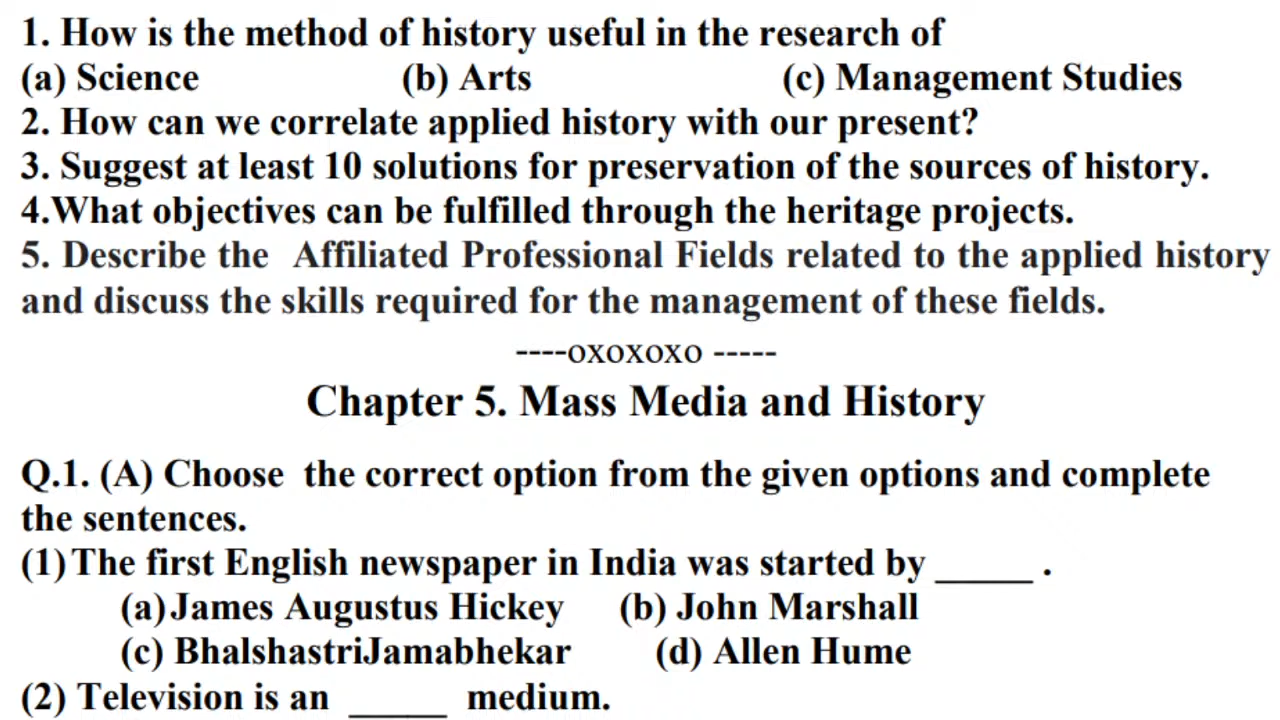 1. How is the method of history useful in the research of
(a) Science (b) Arts (c) Management Studies
2. How can we correlate applied history with our present?
3. Suggest at least 10 solutions for preservation of the sources of history.
4.What objectives can be fulfilled through the heritage projects.
5. Describe the Affiliated Professional Fields related to the applied history
and discuss the skills required for the management of these fields.
----oxoxoxo -----
Chapter 5. Mass Media and History
Q.1. (A) Choose the correct option from the given options and complete
the sentences.
(1)The first English newspaper in India was started by _____ .
(a)James Augustus Hickey (b) John Marshall
(c) BhalshastriJamabhekar (d) Allen Hume
(2) Television is an _____ medium.